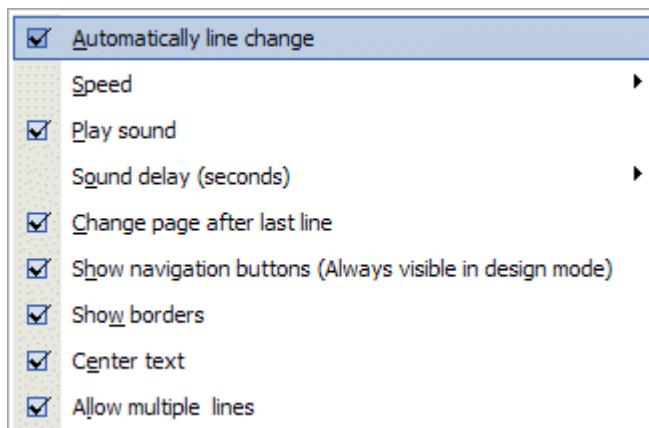 Automatically line change
Speed
Play sound
Sound delay (seconds)
Change page after last line
Show navigation buttons (Always visible in design mode)
Show borders
Center text
Allow multiple lines